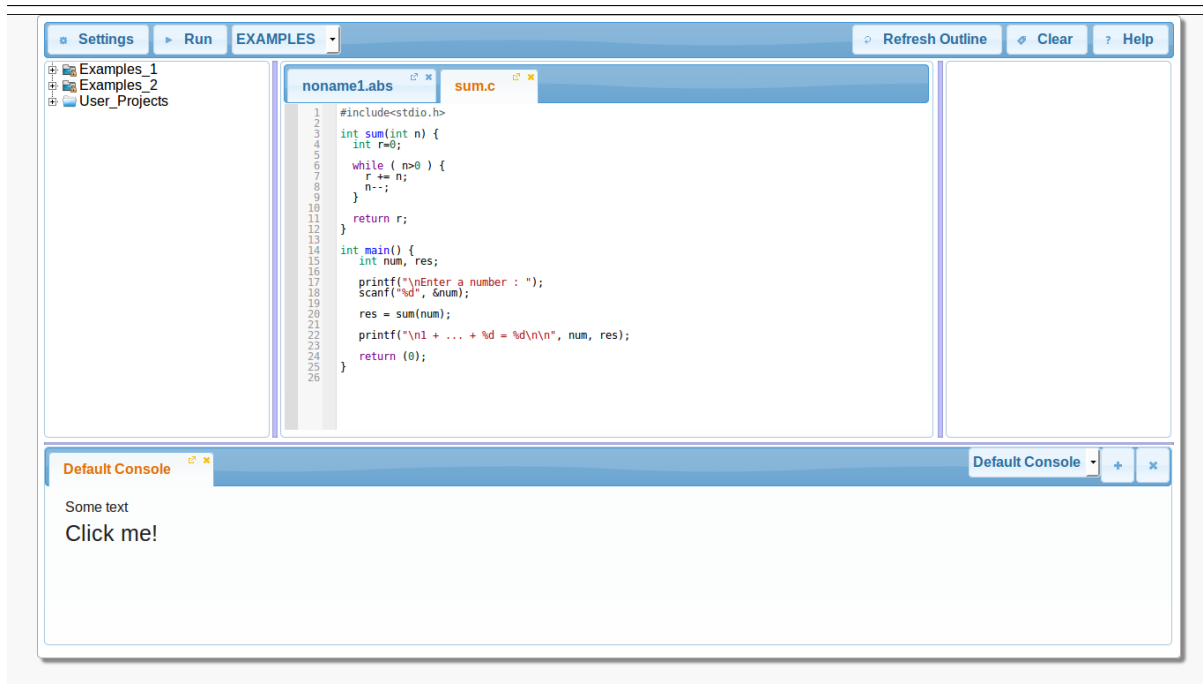 Settings Run EXAMPLES Refresh Outline Clear ? Help
Examples_1
Examples_2
User_Projects
noname1.abs sum.c
1 #include<stdio.h>
2
3 int sum(int n) {
4 int r=0;
5
6 while ( n>0 ) {
7 r += n;
8 n--;
9 }
10
11 return r;
12 }
13
14 int main() {
15 int num, res;
16
17 printf("\nEnter a number : ");
18 scanf("%d", &num);
19
20 res = sum(num);
21
22 printf("\n1 + ... + %d = %d\n\n", num, res);
23
24 return (0);
25 }
26
Default Console Default Console
Some text
Click me!